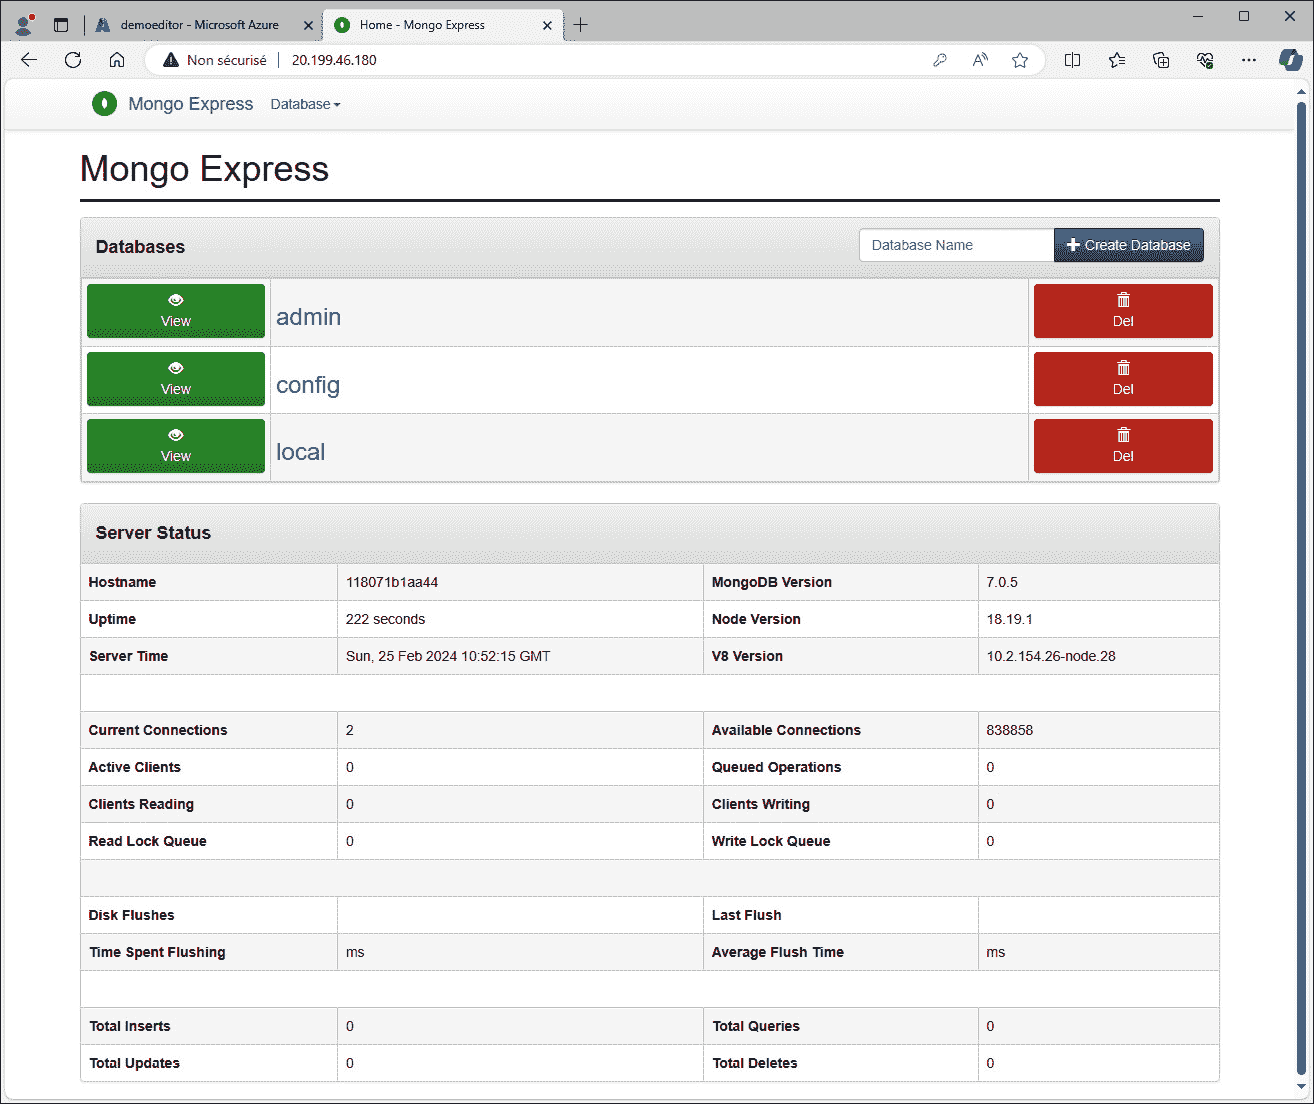 demoeditor - Microsoft Azure
Home - Mongo Express
Non sécurisé
20.199.46.180
Mongo Express
Database
Mongo Express
Databases
Database Name
Create Database
View
admin
Del
View
config
Del
View
local
Del
Server Status
Hostname 118071b1aa44 MongoDB Version 7.0.5
Uptime 222 seconds Node Version 18.19.1
Server Time Sun, 25 Feb 2024 10:52:15 GMT V8 Version 10.2.154.26-node.28
Current Connections 2 Available Connections 838858
Active Clients 0 Queued Operations 0
Clients Reading 0 Clients Writing 0
Read Lock Queue 0 Write Lock Queue 0
Disk Flushes Last Flush
Time Spent Flushing ms Average Flush Time ms
Total Inserts 0 Total Queries 0
Total Updates 0 Total Deletes 0